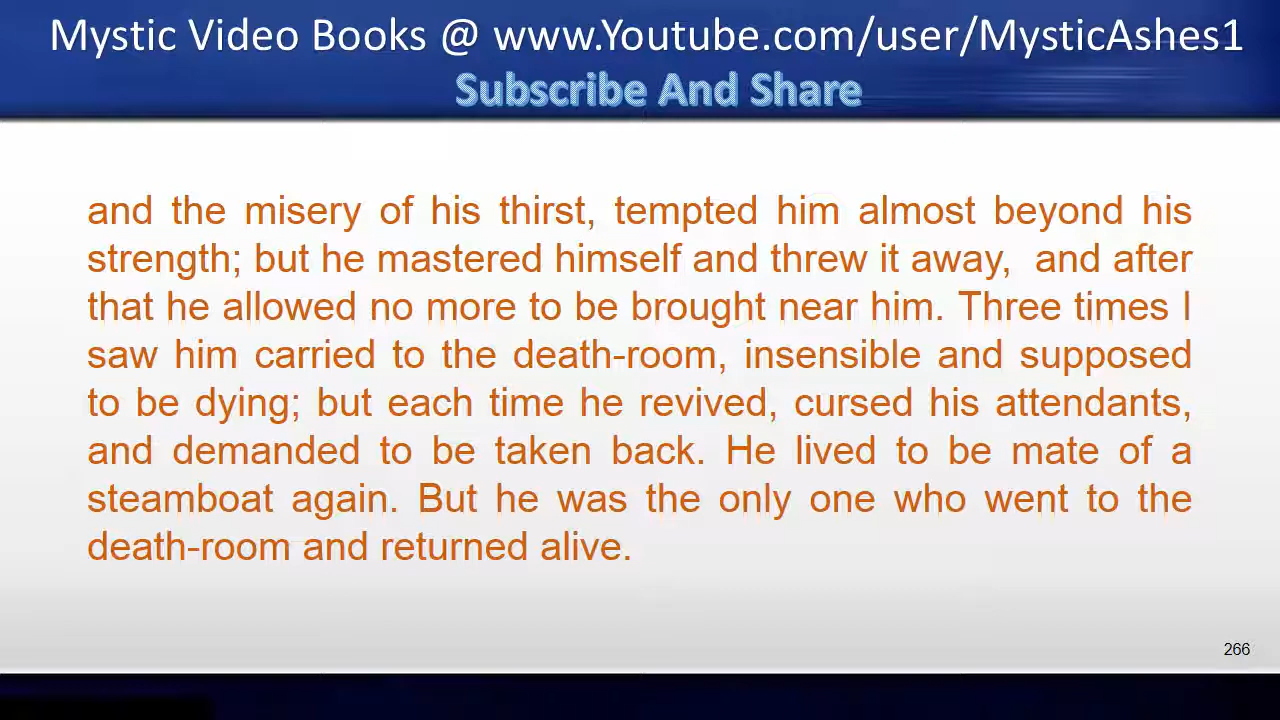 Mystic Video Books @ www.Youtube.com/user/MysticAshes1
Subscribe And Share
and the misery of his thirst, tempted him almost beyond his
strength; but he mastered himself and threw it away,  and after
that he allowed no more to be brought near him. Three times I
saw him carried to the death-room, insensible and supposed
to be dying; but each time he revived, cursed his attendants,
and demanded to be taken back. He lived to be mate of a
steamboat again. But he was the only one who went to the
death-room and returned alive.
266